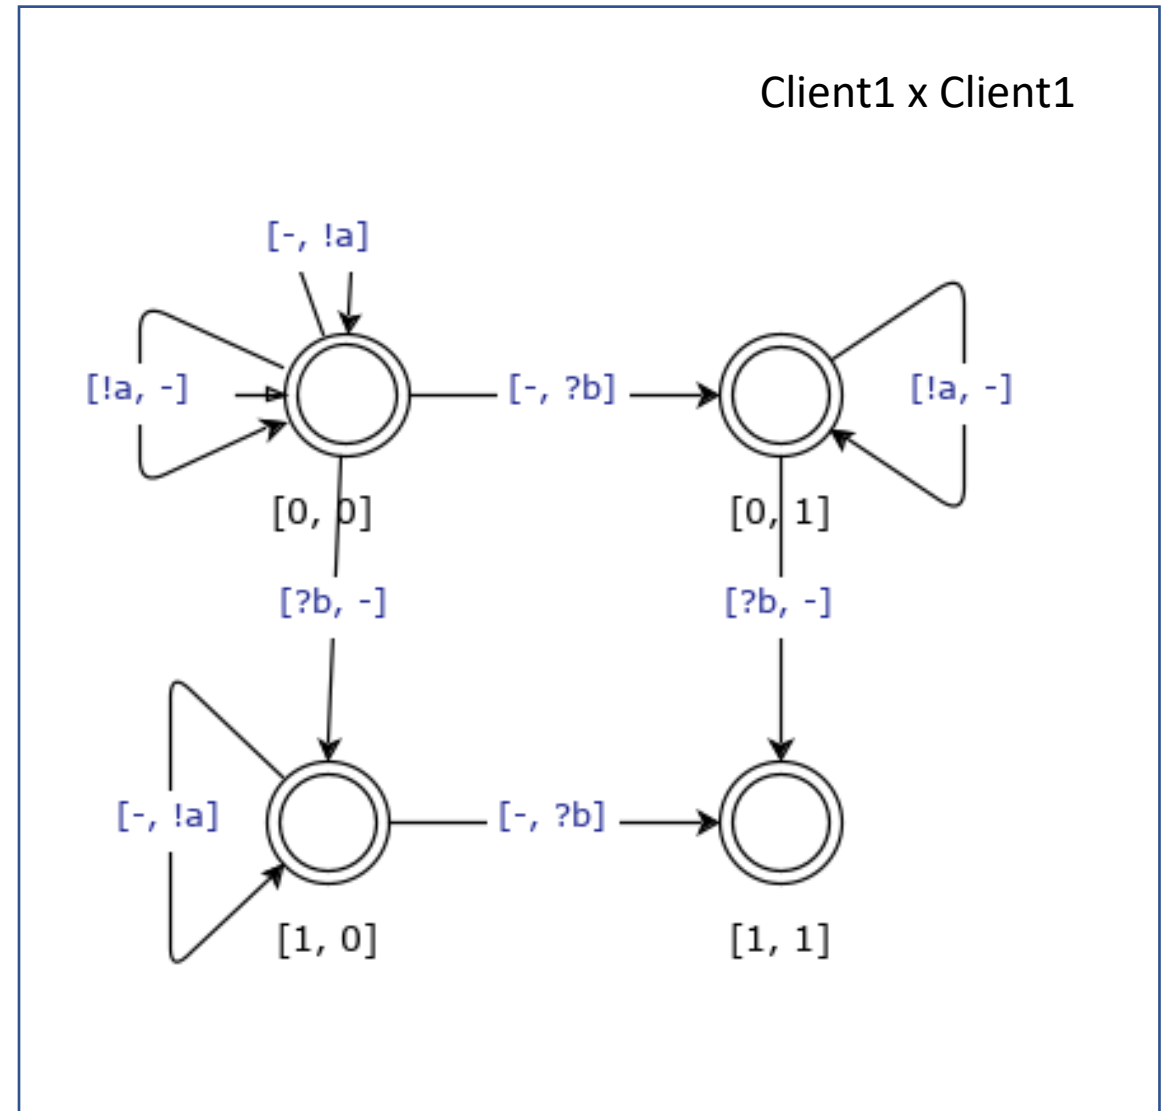 Client1 x Client1
[-, !a]
[!a, -]
[-, ?b]
[!a, -]
[0, 0]
[0, 1]
[?b, -]
[?b, -]
[-, !a]
[-, ?b]
[1, 0]
[1, 1]